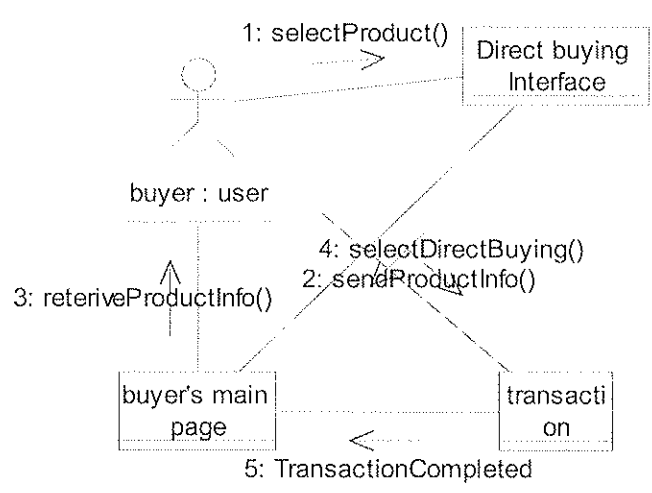 1: selectProduct()
Direct buying
Interface
buyer : user
4: selectDirectBuying()
2: sendProductInfo()
3: reteriveProductInfo()
buyer's main
page
transacti
on
5: TransactionCompleted